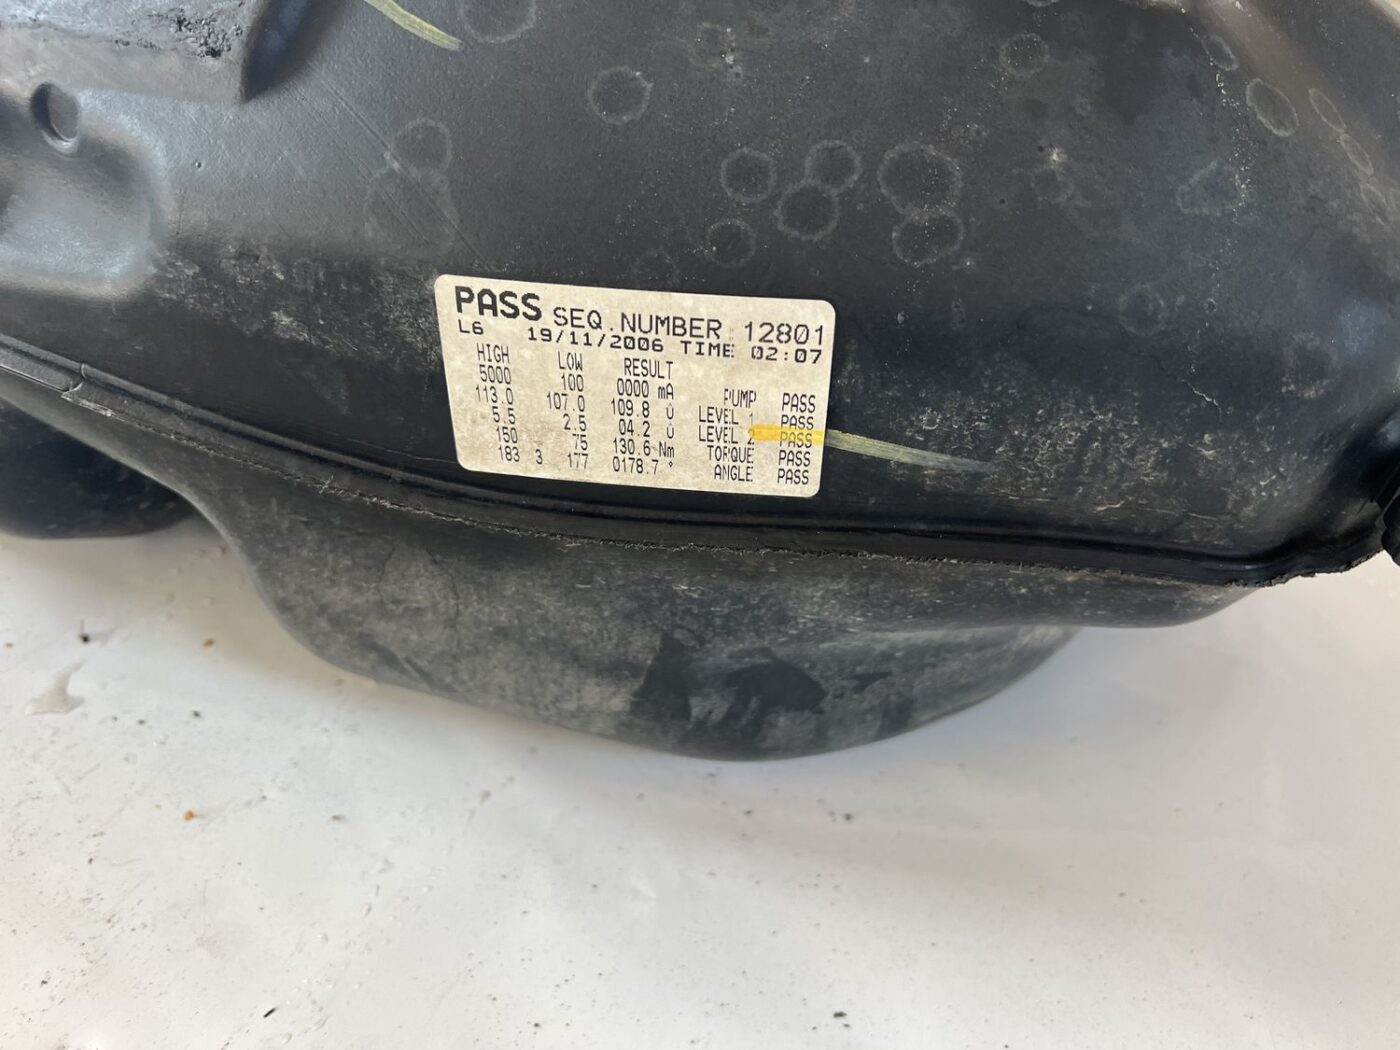 PASS SEQ.NUMBER : 12801
L6 19/11/2006 TIME 02:07
HIGH LOW RESULT
5000 100 0000 mA PUMP PASS
113.0 107.0 109.8 U LEVEL 1 PASS
5.5 2.5 04.2 U LEVEL 2 PASS
150 75 130.6 Nm TORQUE PASS
183 3 177 0178.7 ° ANGLE PASS